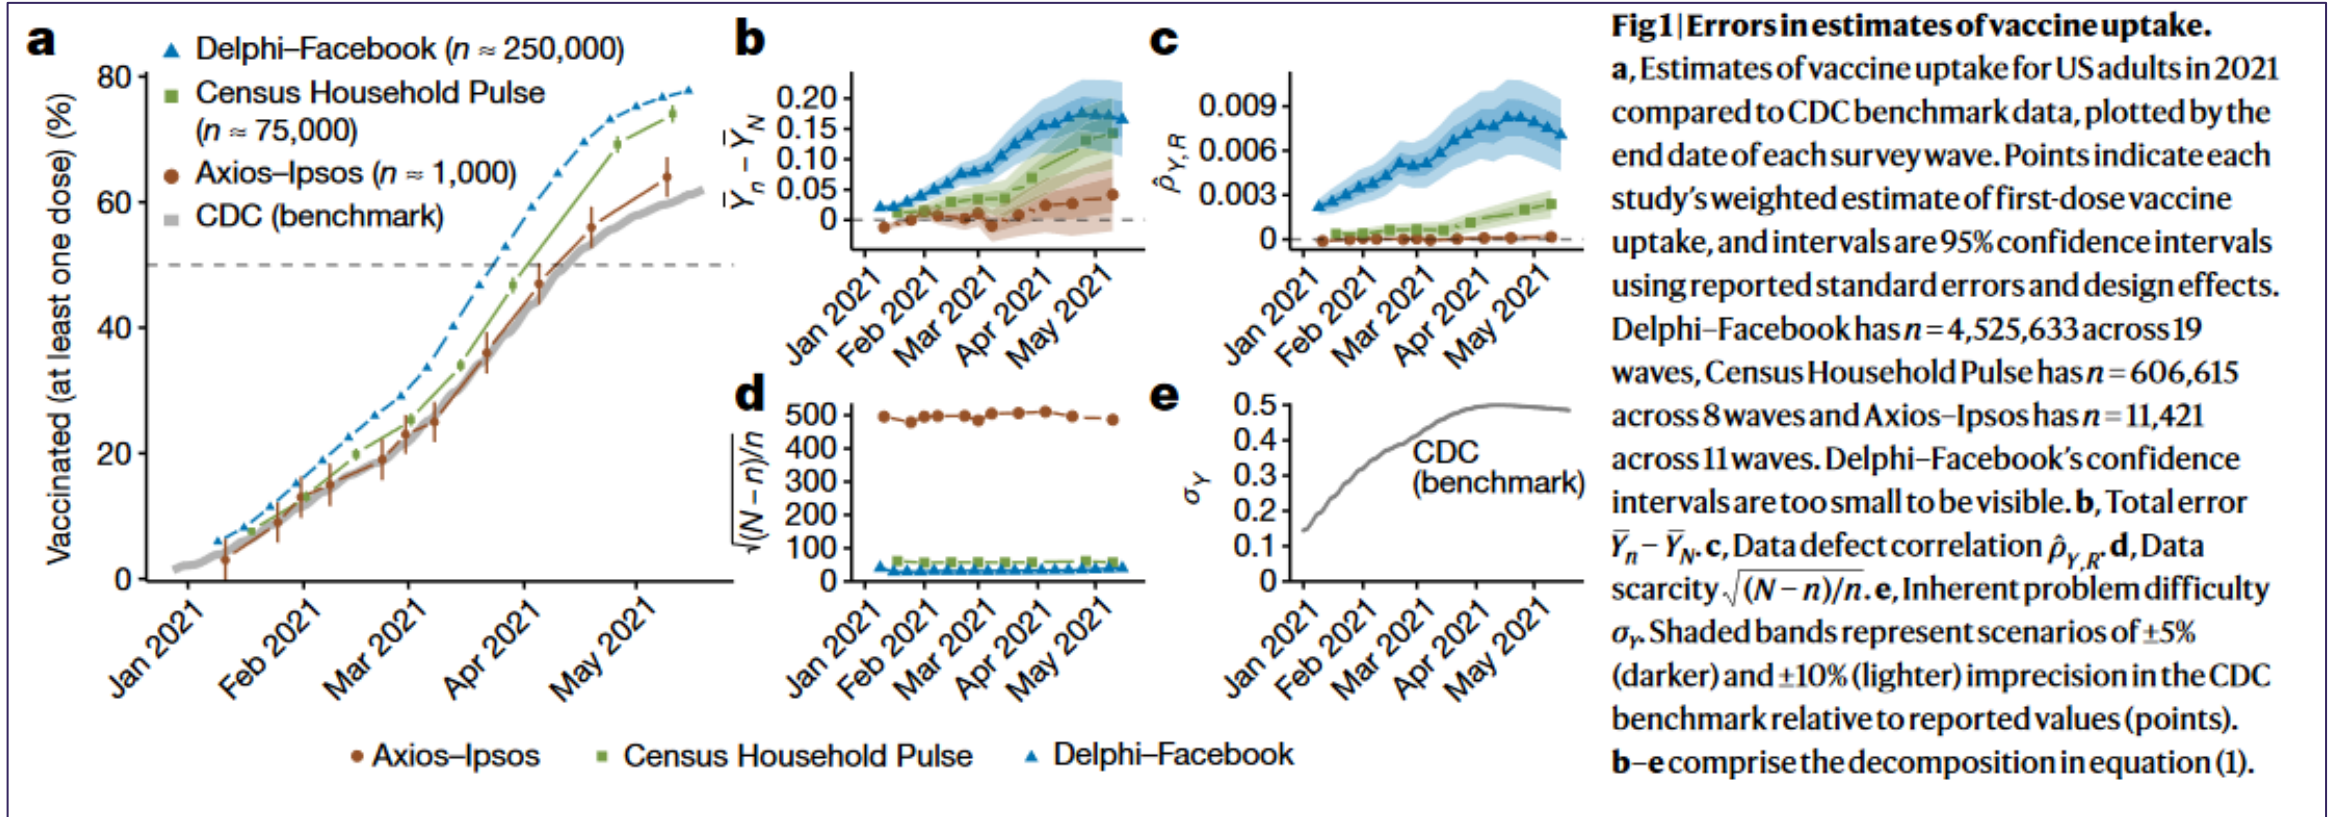 a
Delphi–Facebook (n ≈ 250,000)
Census Household Pulse
(n ≈ 75,000)
Axios–Ipsos (n ≈ 1,000)
CDC (benchmark)
Vaccinated (at least one dose) (%)
80
60
40
20
0
Jan 2021
Feb 2021
Mar 2021
Apr 2021
May 2021
b
Y̅n − Y̅N
0.20
0.15
0.10
0.05
0
Jan 2021
Feb 2021
Mar 2021
Apr 2021
May 2021
c
ρ̂Y,R
0.009
0.006
0.003
0
Jan 2021
Feb 2021
Mar 2021
Apr 2021
May 2021
d
√(N − n)/n
500
400
300
200
100
0
Jan 2021
Feb 2021
Mar 2021
Apr 2021
May 2021
e
σY
0.5
0.4
0.3
0.2
0.1
0
CDC
(benchmark)
Jan 2021
Feb 2021
Mar 2021
Apr 2021
May 2021
Axios–Ipsos Census Household Pulse Delphi–Facebook
Fig1|Errors in estimates of vaccine uptake.
a, Estimates of vaccine uptake for US adults in 2021
compared to CDC benchmark data, plotted by the
end date of each survey wave. Points indicate each
study's weighted estimate of first-dose vaccine
uptake, and intervals are 95% confidence intervals
using reported standard errors and design effects.
Delphi–Facebook has n = 4,525,633 across 19
waves, Census Household Pulse has n = 606,615
across 8 waves and Axios–Ipsos has n = 11,421
across 11 waves. Delphi–Facebook's confidence
intervals are too small to be visible. b, Total error
Y̅n − Y̅N. c, Data defect correlation ρ̂Y,R. d, Data
scarcity √(N − n)/n. e, Inherent problem difficulty
σY. Shaded bands represent scenarios of ±5%
(darker) and ±10% (lighter) imprecision in the CDC
benchmark relative to reported values (points).
b–e comprise the decomposition in equation (1).